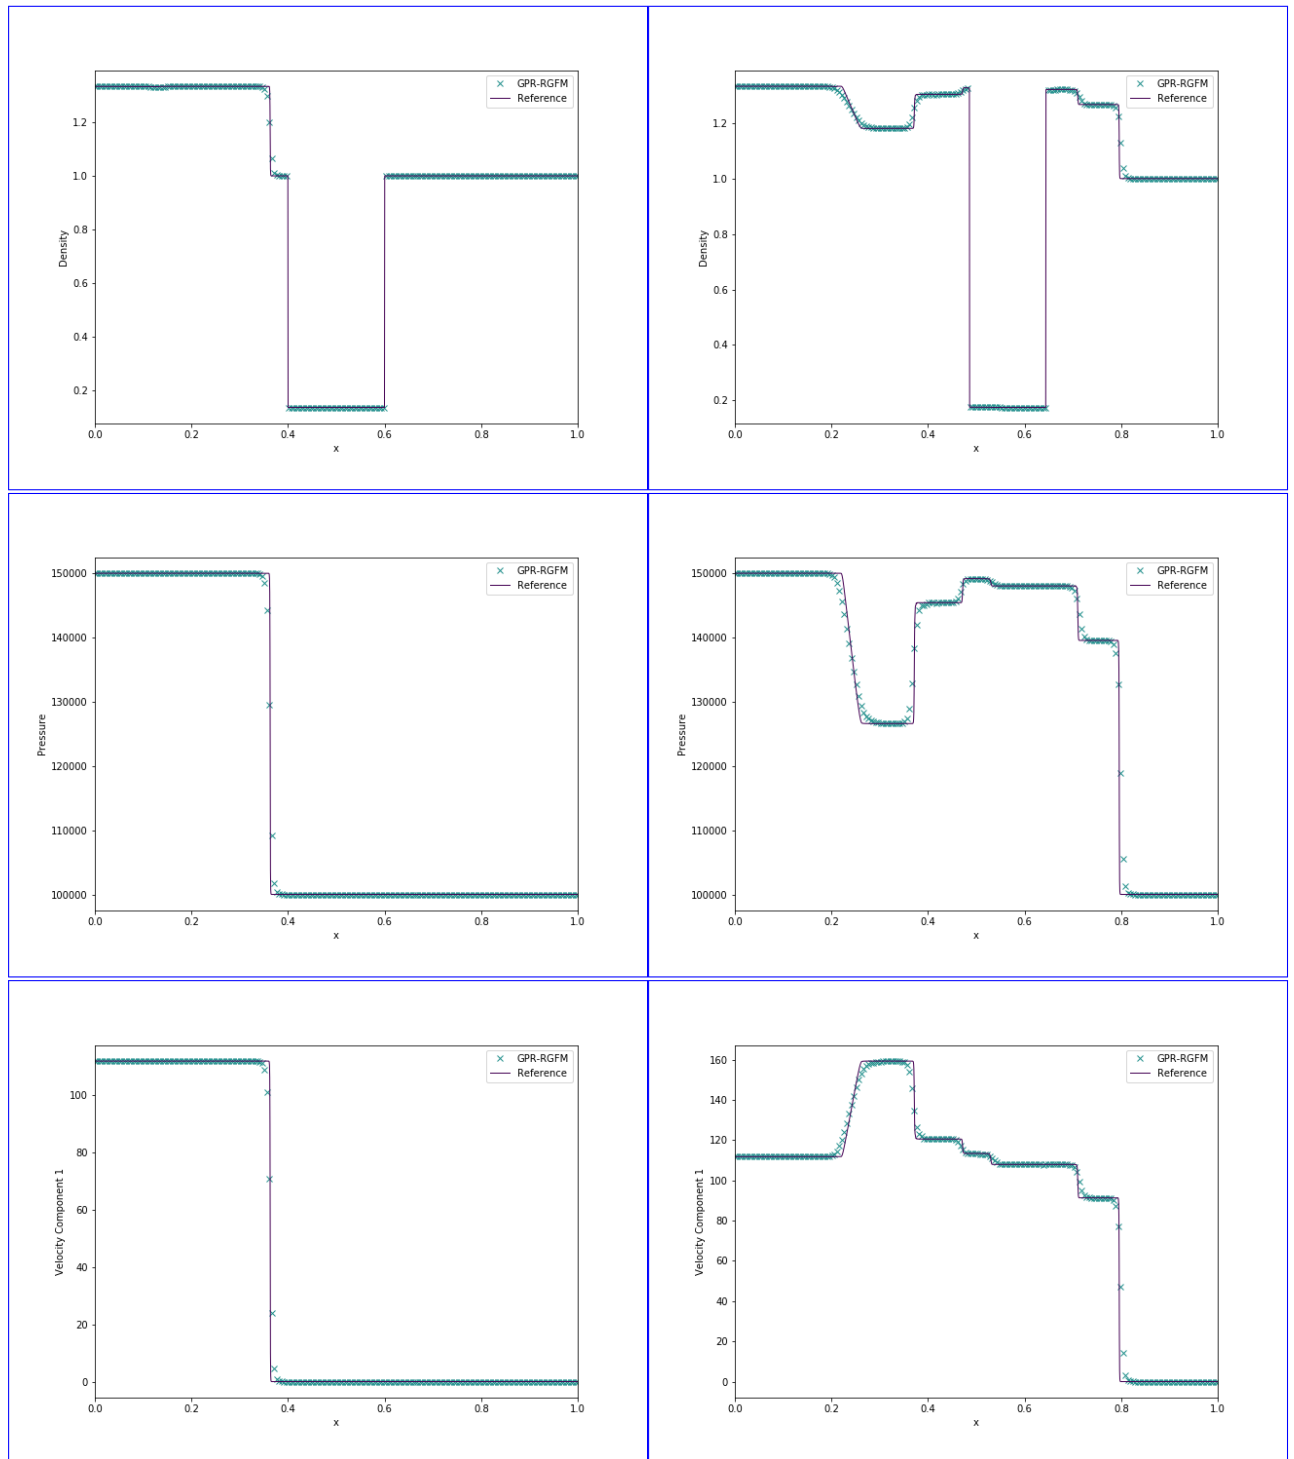 GPR-RGFM
Reference
1.2
1.0
0.8
0.6
0.4
0.2
Density
0.0 0.2 0.4 0.6 0.8 1.0
x
GPR-RGFM
Reference
1.2
1.0
0.8
0.6
0.4
0.2
Density
0.0 0.2 0.4 0.6 0.8 1.0
x
GPR-RGFM
Reference
150000
140000
130000
120000
110000
100000
Pressure
0.0 0.2 0.4 0.6 0.8 1.0
x
GPR-RGFM
Reference
150000
140000
130000
120000
110000
100000
Pressure
0.0 0.2 0.4 0.6 0.8 1.0
x
GPR-RGFM
Reference
100
80
60
40
20
0
Velocity Component 1
0.0 0.2 0.4 0.6 0.8 1.0
x
GPR-RGFM
Reference
160
140
120
100
80
60
40
20
0
Velocity Component 1
0.0 0.2 0.4 0.6 0.8 1.0
x